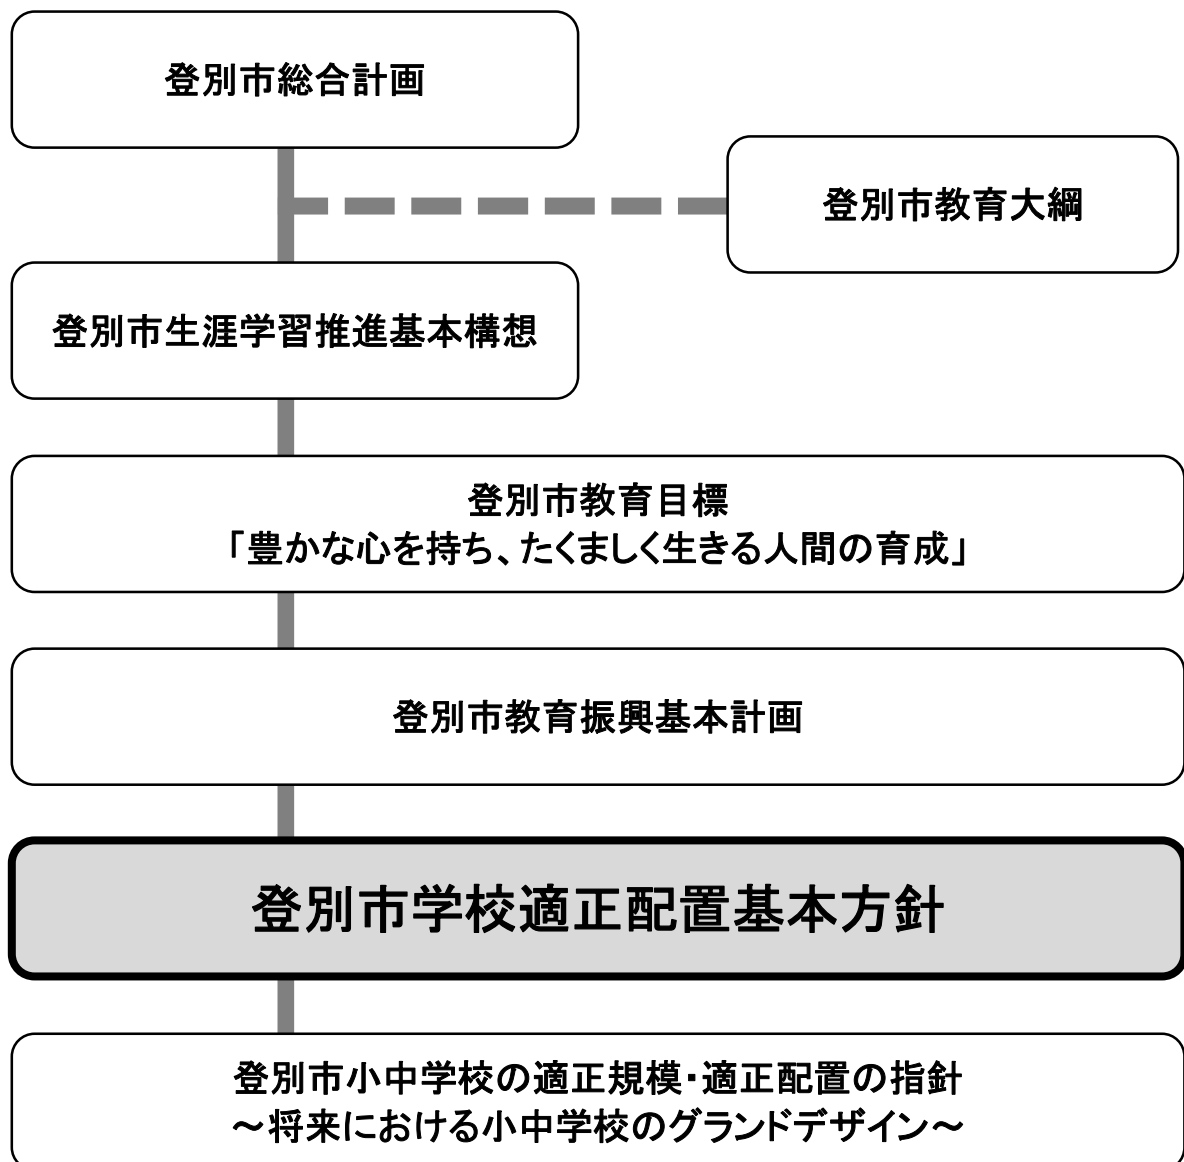 登別市総合計画
登別市教育大綱
登別市生涯学習推進基本構想
登別市教育目標
「豊かな心を持ち、たくましく生きる人間の育成」
登別市教育振興基本計画
登別市学校適正配置基本方針
登別市小中学校の適正規模・適正配置の指針
～将来における小中学校のグランドデザイン～